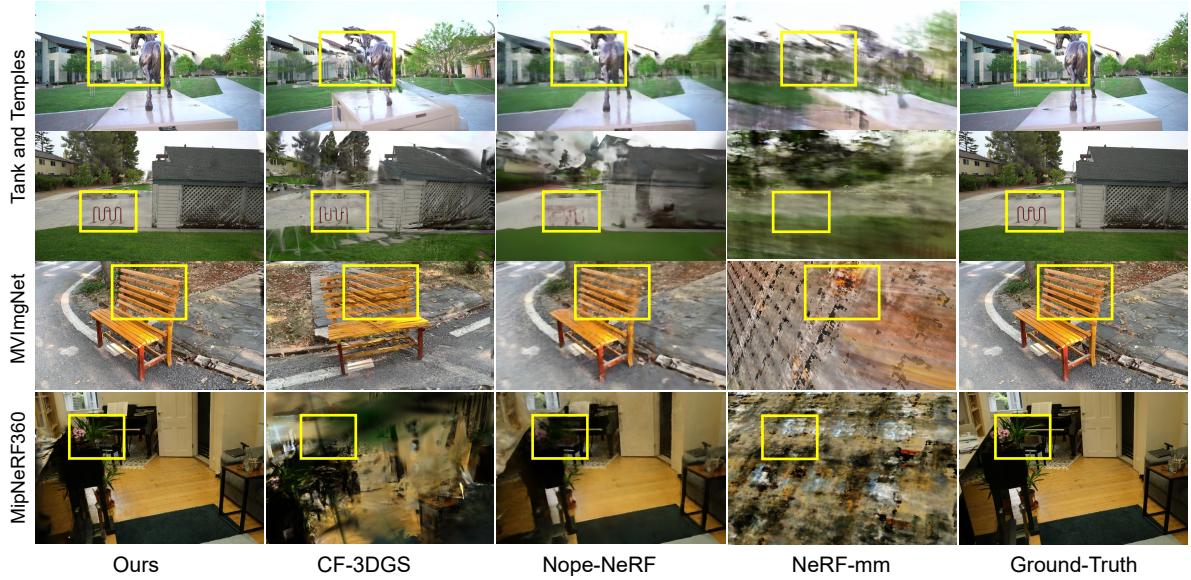 Tank and Temples
MVImgNet
MipNeRF360
Ours
CF-3DGS
Nope-NeRF
NeRF-mm
Ground-Truth